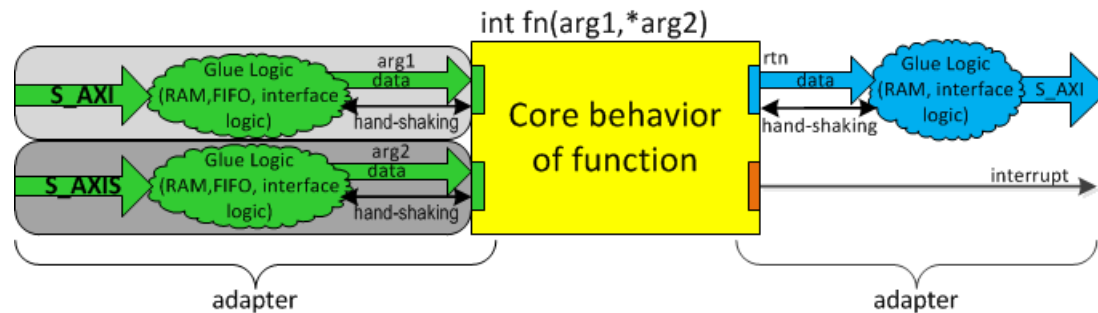 int fn(arg1,*arg2)
S_AXI
Glue Logic
(RAM,FIFO, interface
logic)
arg1
data
hand-shaking
S_AXIS
Glue Logic
(RAM,FIFO, interface
logic)
arg2
data
hand-shaking
Core behavior
of function
rtn
data
hand-shaking
Glue Logic
(RAM, interface
logic)
S_AXI
interrupt
adapter
adapter